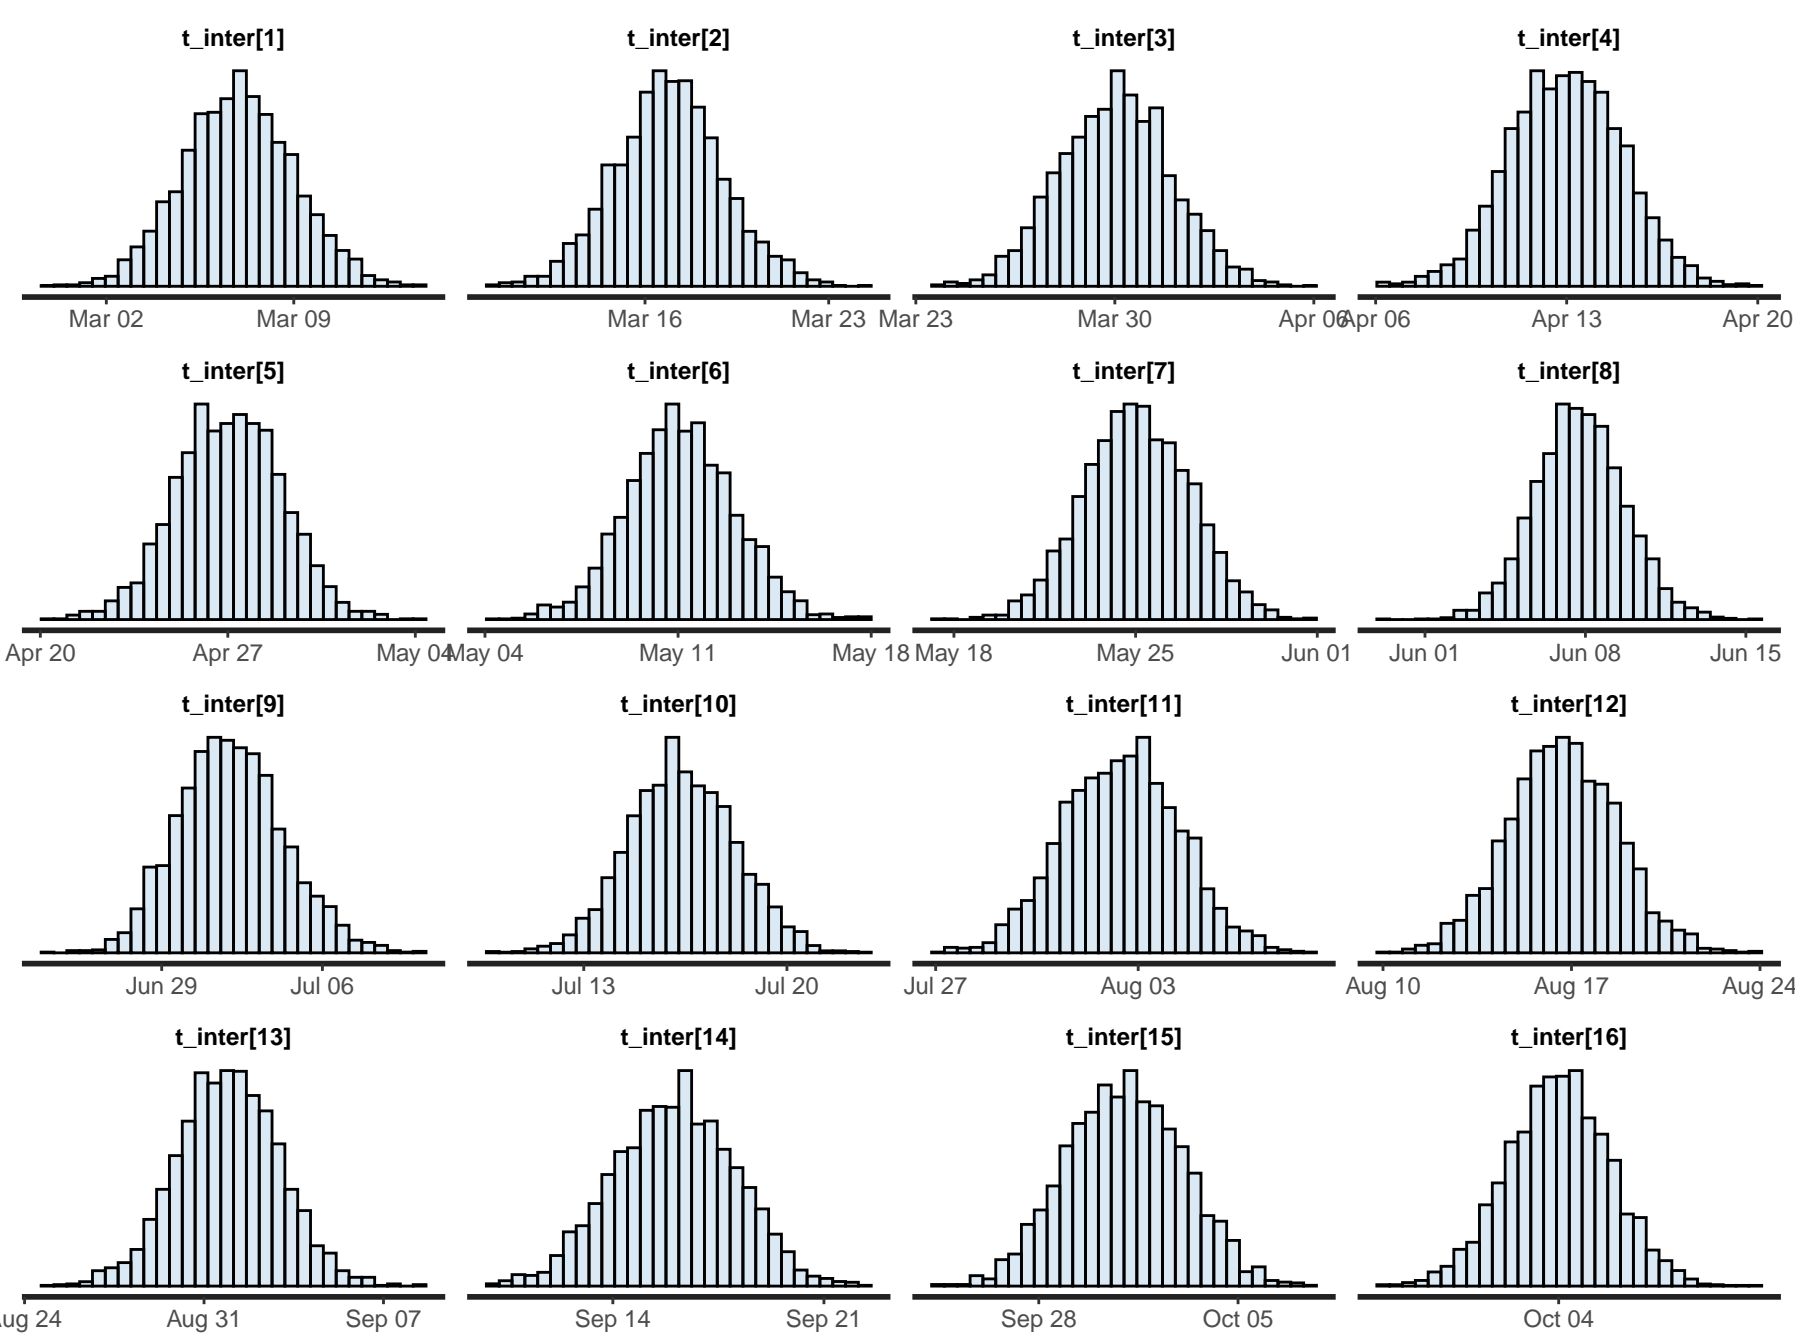 t_inter[1] t_inter[2] t_inter[3] t_inter[4]
Mar 02 Mar 09 Mar 16 Mar 23 Mar 23 Mar 30 Apr 06 Apr 06 Apr 13 Apr 20
t_inter[5] t_inter[6] t_inter[7] t_inter[8]
Apr 20 Apr 27 May 04 May 04 May 11 May 18 May 18 May 25 Jun 01 Jun 01 Jun 08 Jun 15
t_inter[9] t_inter[10] t_inter[11] t_inter[12]
Jun 29 Jul 06 Jul 13 Jul 20 Jul 27 Aug 03 Aug 10 Aug 17 Aug 24
t_inter[13] t_inter[14] t_inter[15] t_inter[16]
ug 24 Aug 31 Sep 07 Sep 14 Sep 21 Sep 28 Oct 05 Oct 04